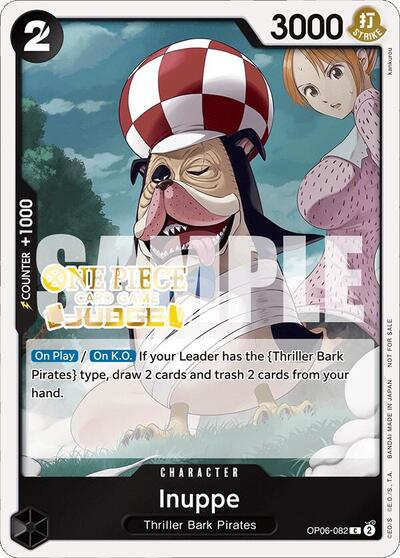 2
3000
打
STRIKE
kankurou
COUNTER +1000
SAMPLE
ONE PIECE
CARD GAME
JUDGE
On Play / On K.O. If your Leader has the {Thriller Bark
Pirates} type, draw 2 cards and trash 2 cards from your
hand.
©E.O./S. ©E.O./S., T.A. BANDAI MADE IN JAPAN NOT FOR SALE
CHARACTER
Inuppe
Thriller Bark Pirates
OP06-082 C 2